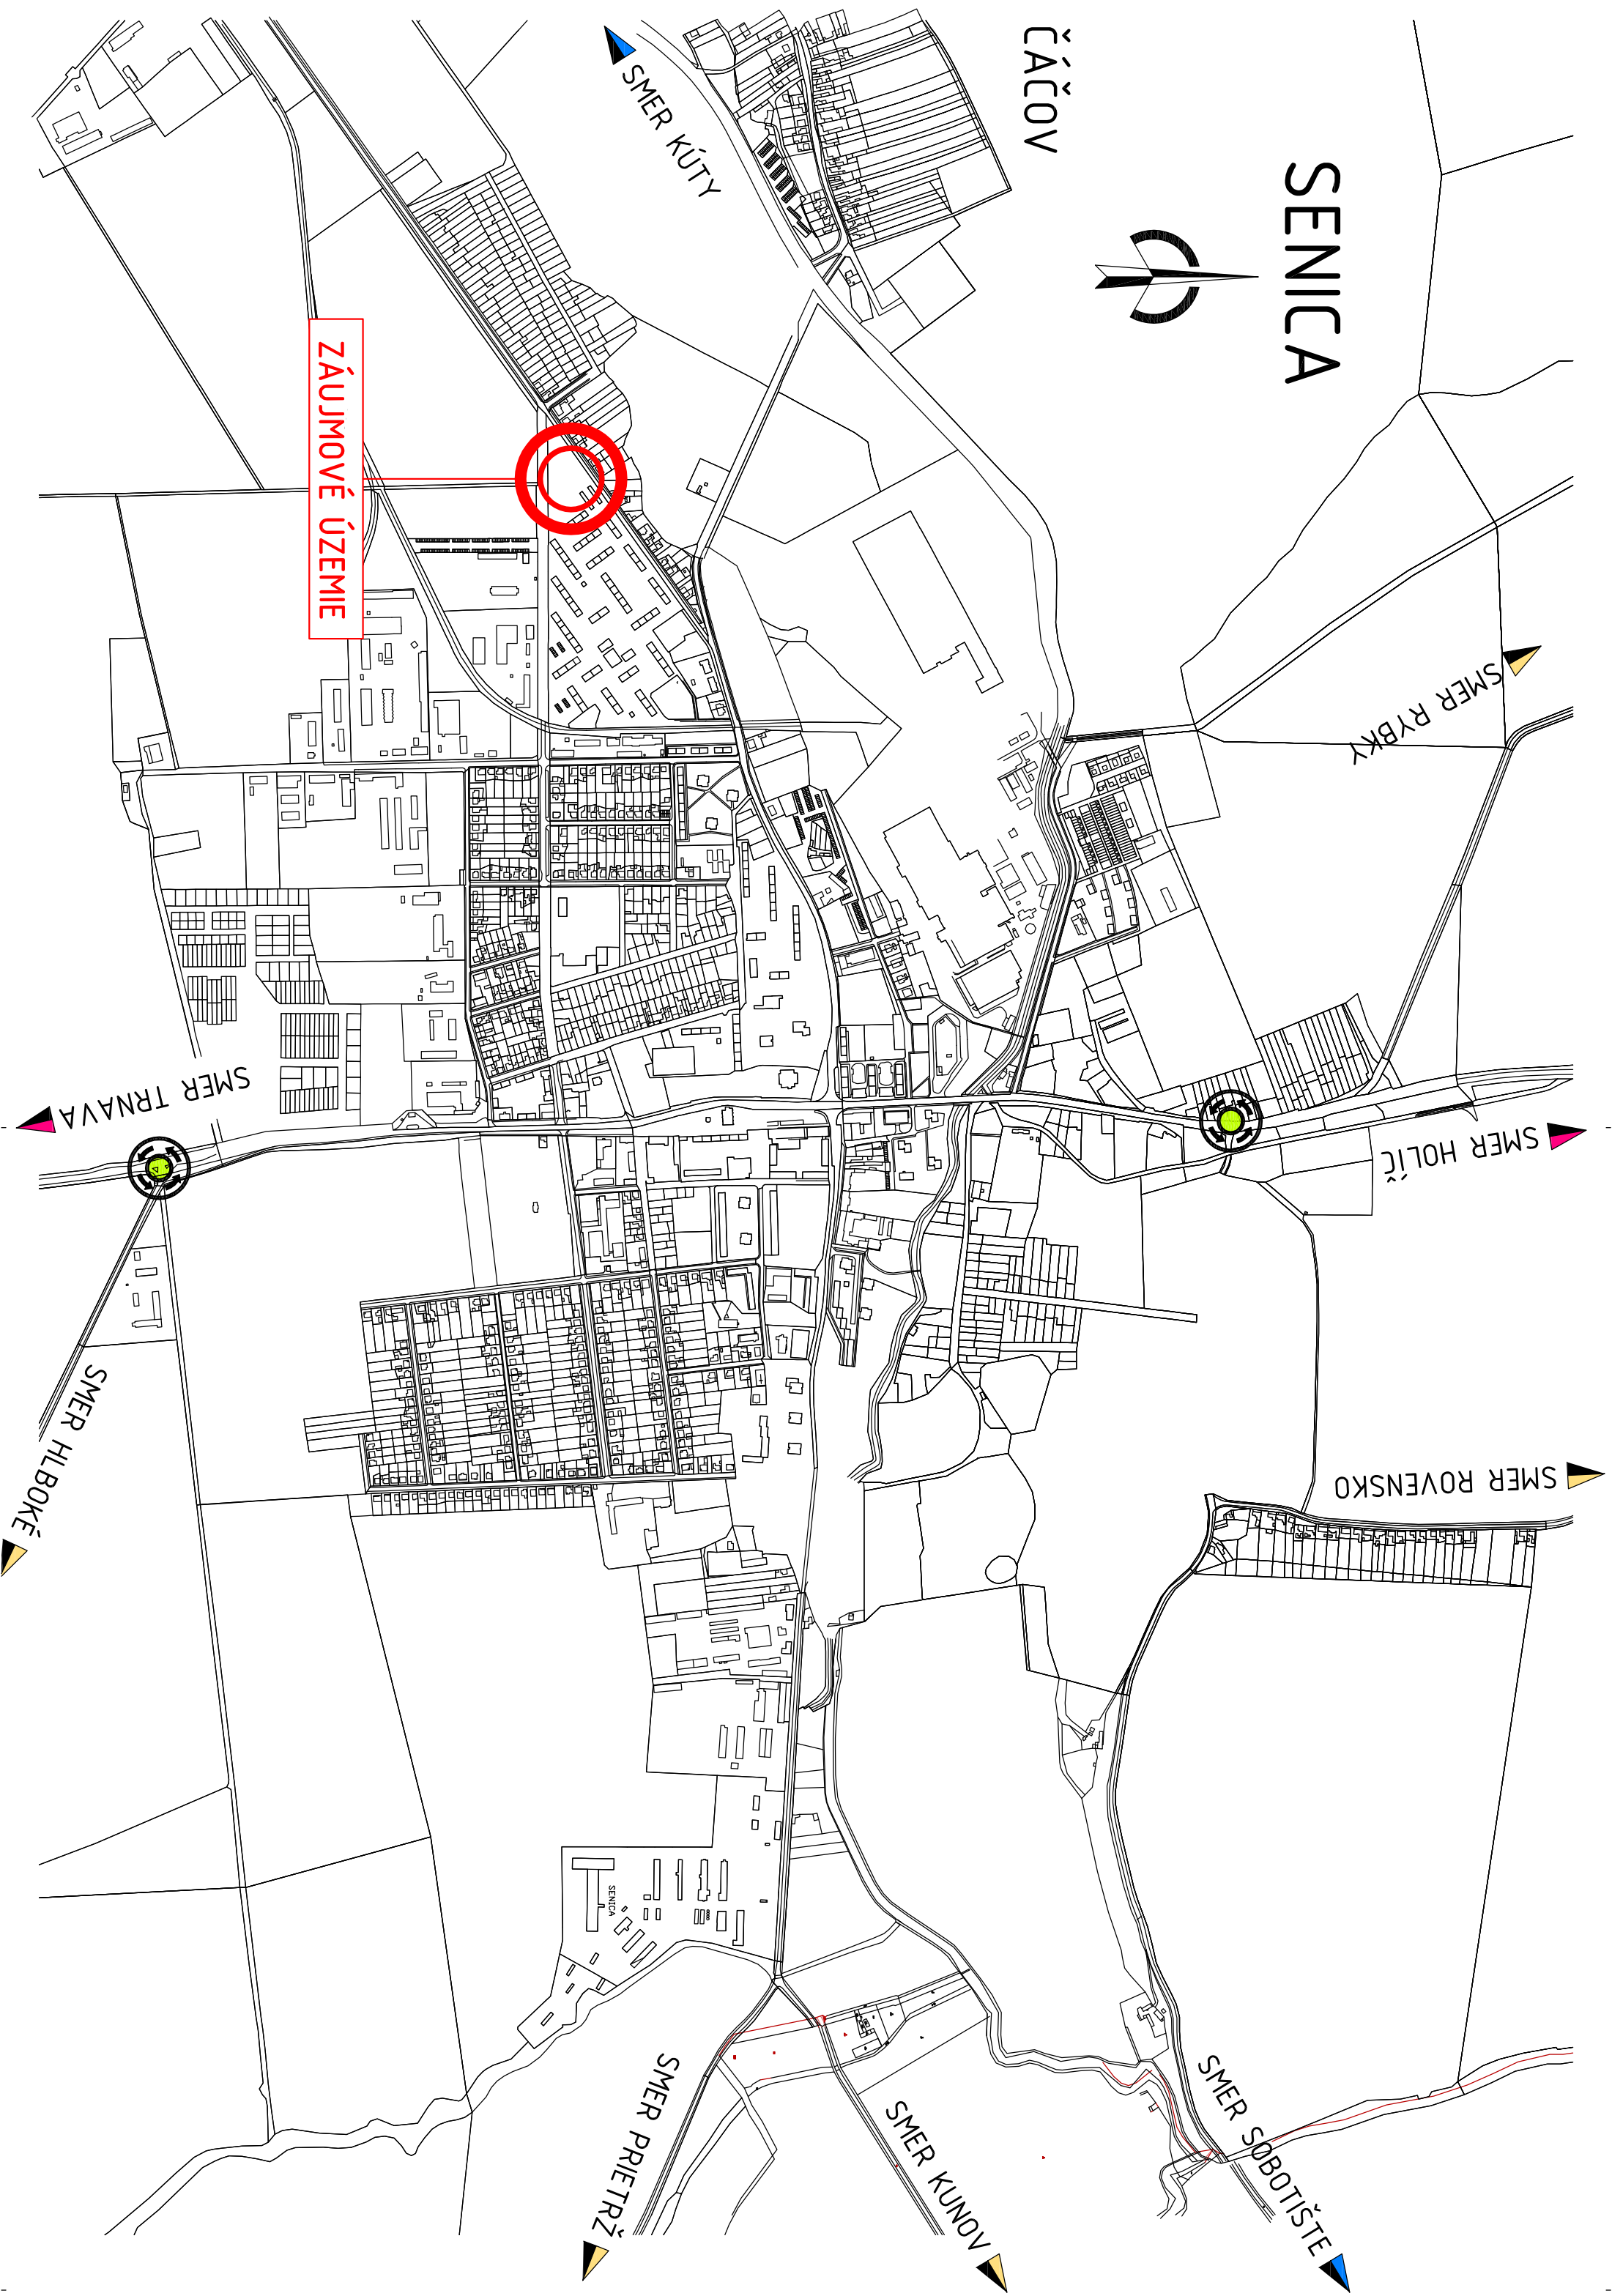 SENICA
ČÁČOV
SMER KÚTY
ZÁUJMOVÉ ÚZEMIE
SMER RYBKY
SMER TRNAVA
SMER HOLÍČ
SMER HLBOKÉ
SMER ROVENSKO
SENICA
SMER PRIETRŽ
SMER KUNOV
SMER SOBOTIŠTE